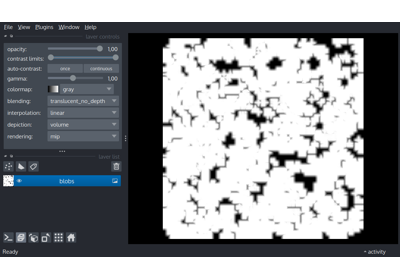 File View Plugins Window Help
layer controls
opacity: 1,00
contrast limits:
auto-contrast: once continuous
gamma: 1,00
colormap: gray
blending: translucent_no_depth
interpolation: linear
depiction: volume
rendering: mip
layer list
blobs
Ready
activity